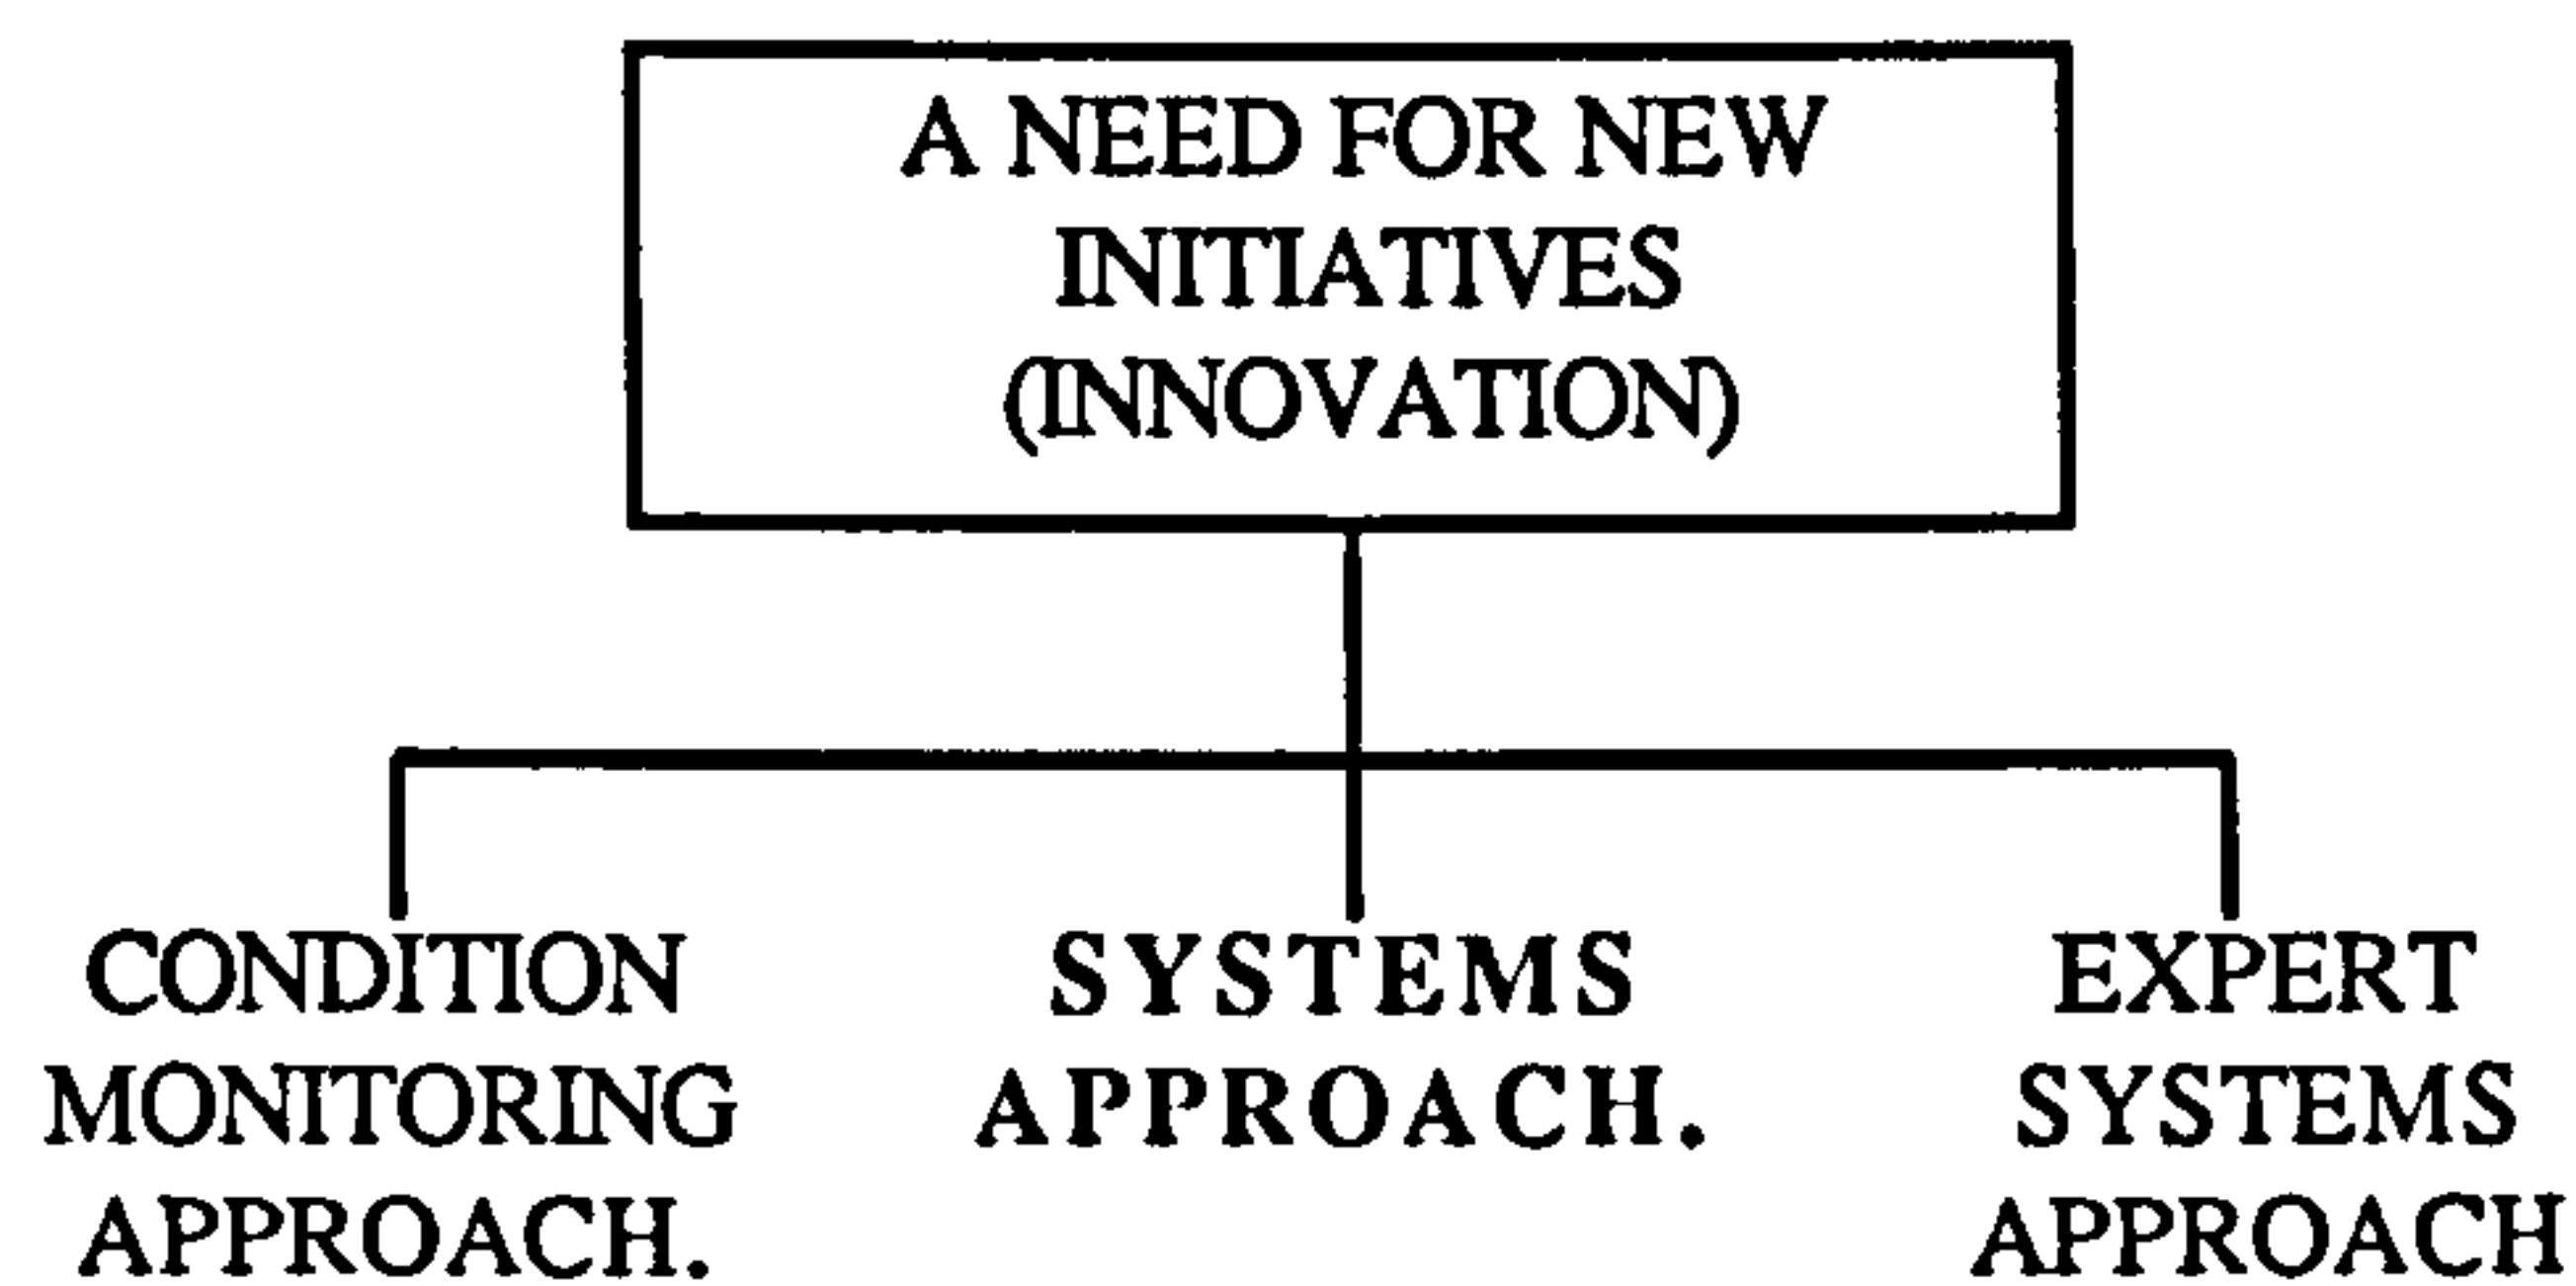 A NEED FOR NEW
INITIATIVES
(INNOVATION)
CONDITION
MONITORING
APPROACH.
SYSTEMS
APPROACH.
EXPERT
SYSTEMS
APPROACH